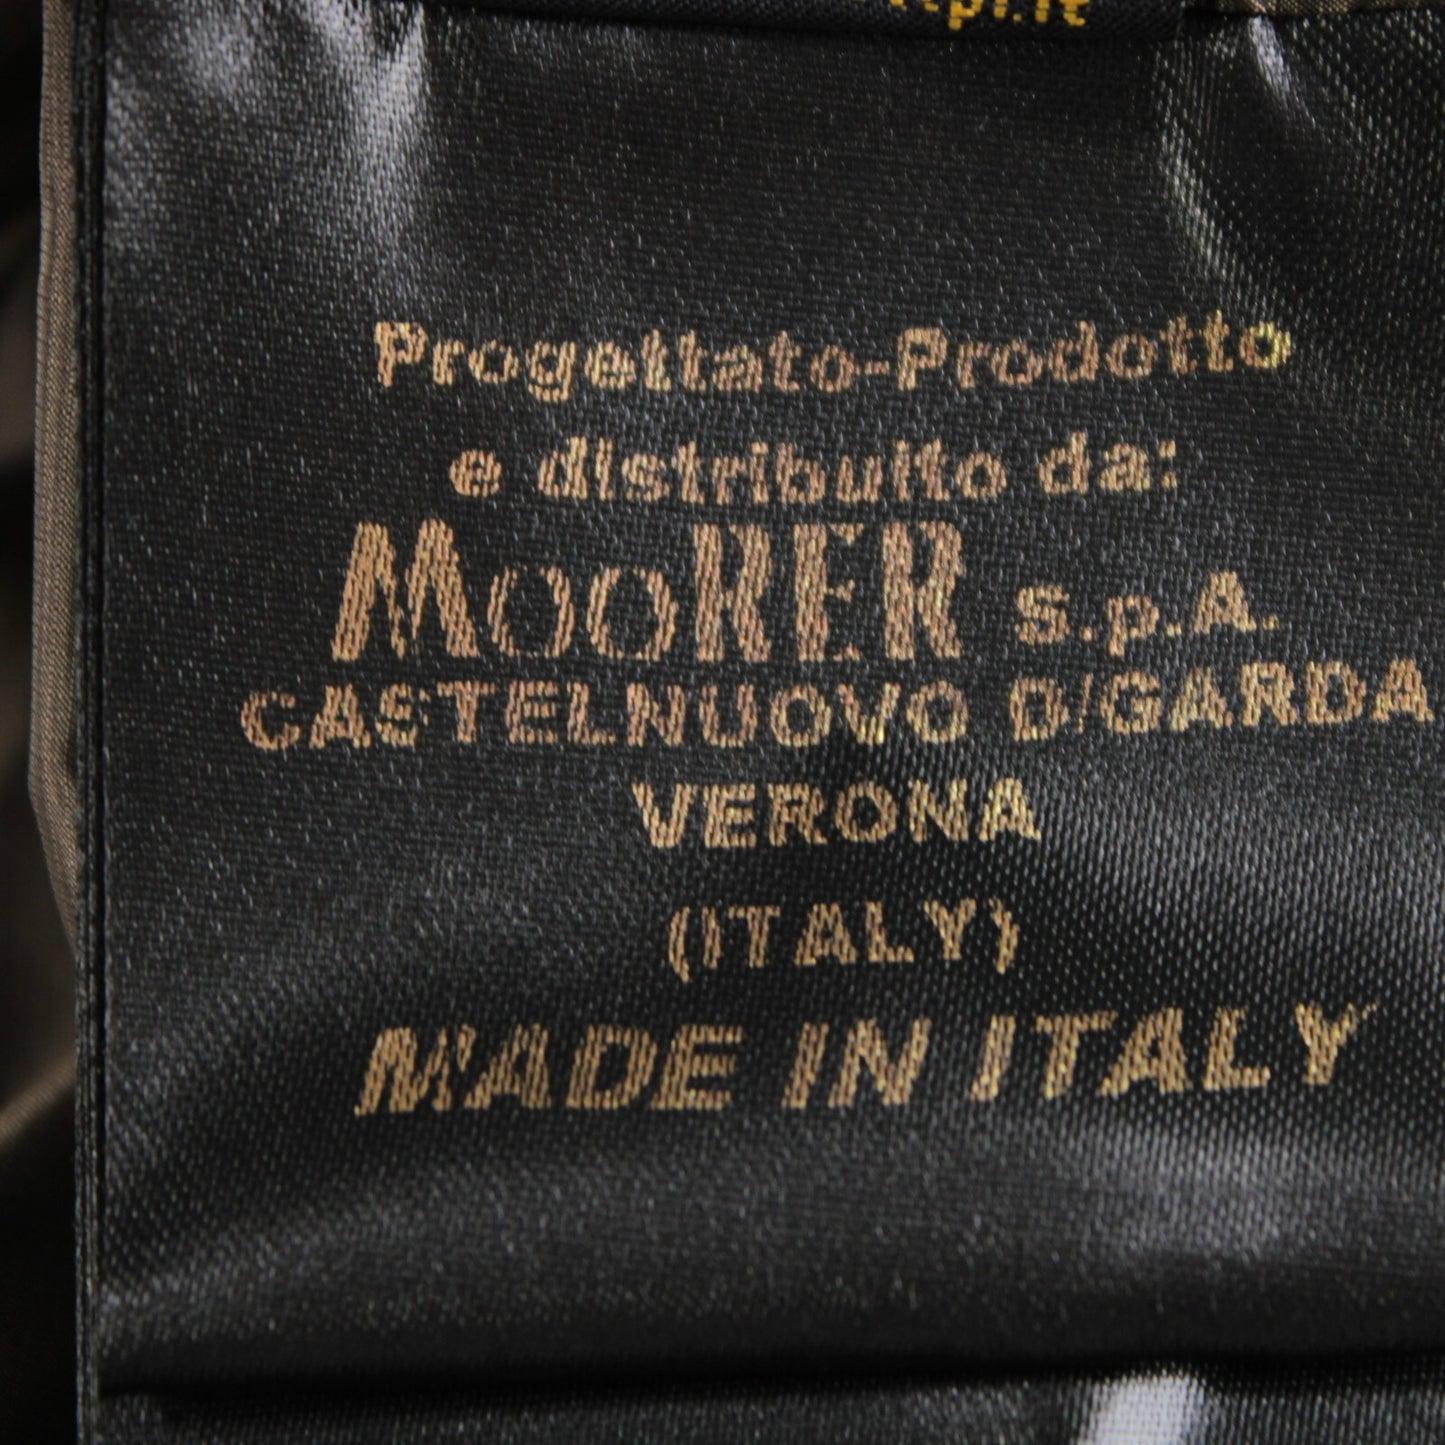 Progettato-Prodotto
e distribuito da:
MooRER s.p.A.
CASTELNUOVO D/GARDA
VERONA
(ITALY)
MADE IN ITALY